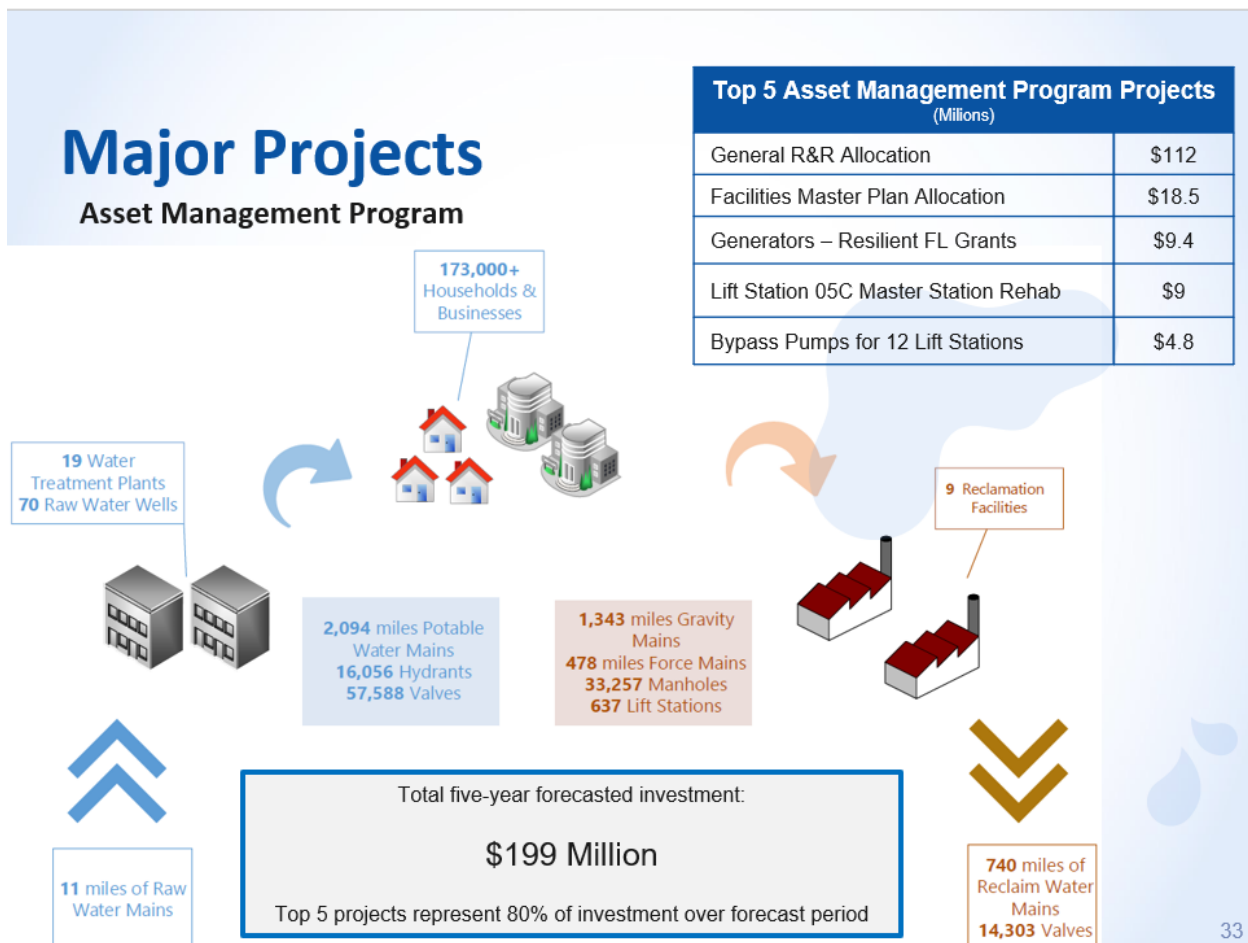 Major Projects
Asset Management Program
Top 5 Asset Management Program Projects
(Milions)
General R&R Allocation $112
Facilities Master Plan Allocation $18.5
Generators – Resilient FL Grants $9.4
Lift Station 05C Master Station Rehab $9
Bypass Pumps for 12 Lift Stations $4.8
173,000+
Households &
Businesses
19 Water
Treatment Plants
70 Raw Water Wells
9 Reclamation
Facilities
2,094 miles Potable
Water Mains
16,056 Hydrants
57,588 Valves
1,343 miles Gravity
Mains
478 miles Force Mains
33,257 Manholes
637 Lift Stations
11 miles of Raw
Water Mains
Total five-year forecasted investment:
$199 Million
Top 5 projects represent 80% of investment over forecast period
740 miles of
Reclaim Water
Mains
14,303 Valves
33